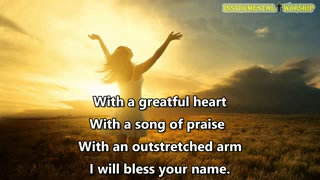 INSTRUMENTAL WORSHIP
With a greatful heart
With a song of praise
With an outstretched arm
I will bless your name.